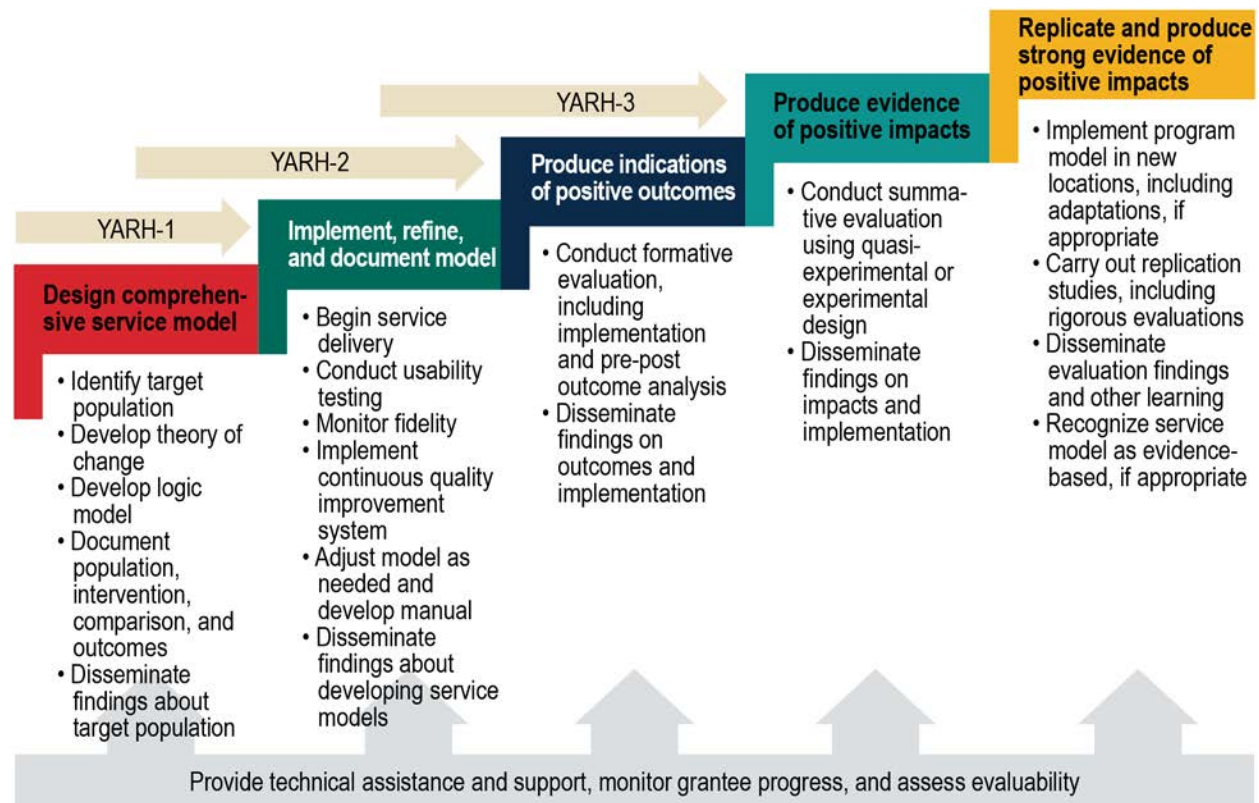 YARH-1
YARH-2
YARH-3
Design comprehen-
sive service model
• Identify target
population
• Develop theory of
change
• Develop logic
model
• Document
population,
intervention,
comparison, and
outcomes
• Disseminate
findings about
target population
Implement, refine,
and document model
• Begin service
delivery
• Conduct usability
testing
• Monitor fidelity
• Implement
continuous quality
improvement
system
• Adjust model as
needed and
develop manual
• Disseminate
findings about
developing service
models
Produce indications
of positive outcomes
• Conduct formative
evaluation,
including
implementation
and pre-post
outcome analysis
• Disseminate
findings on
outcomes and
implementation
Produce evidence
of positive impacts
• Conduct summa-
tive evaluation
using quasi-
experimental or
experimental
design
• Disseminate
findings on
impacts and
implementation
Replicate and produce
strong evidence of
positive impacts
• Implement program
model in new
locations, including
adaptations, if
appropriate
• Carry out replication
studies, including
rigorous evaluations
• Disseminate
evaluation findings
and other learning
• Recognize service
model as evidence-
based, if appropriate
Provide technical assistance and support, monitor grantee progress, and assess evaluability